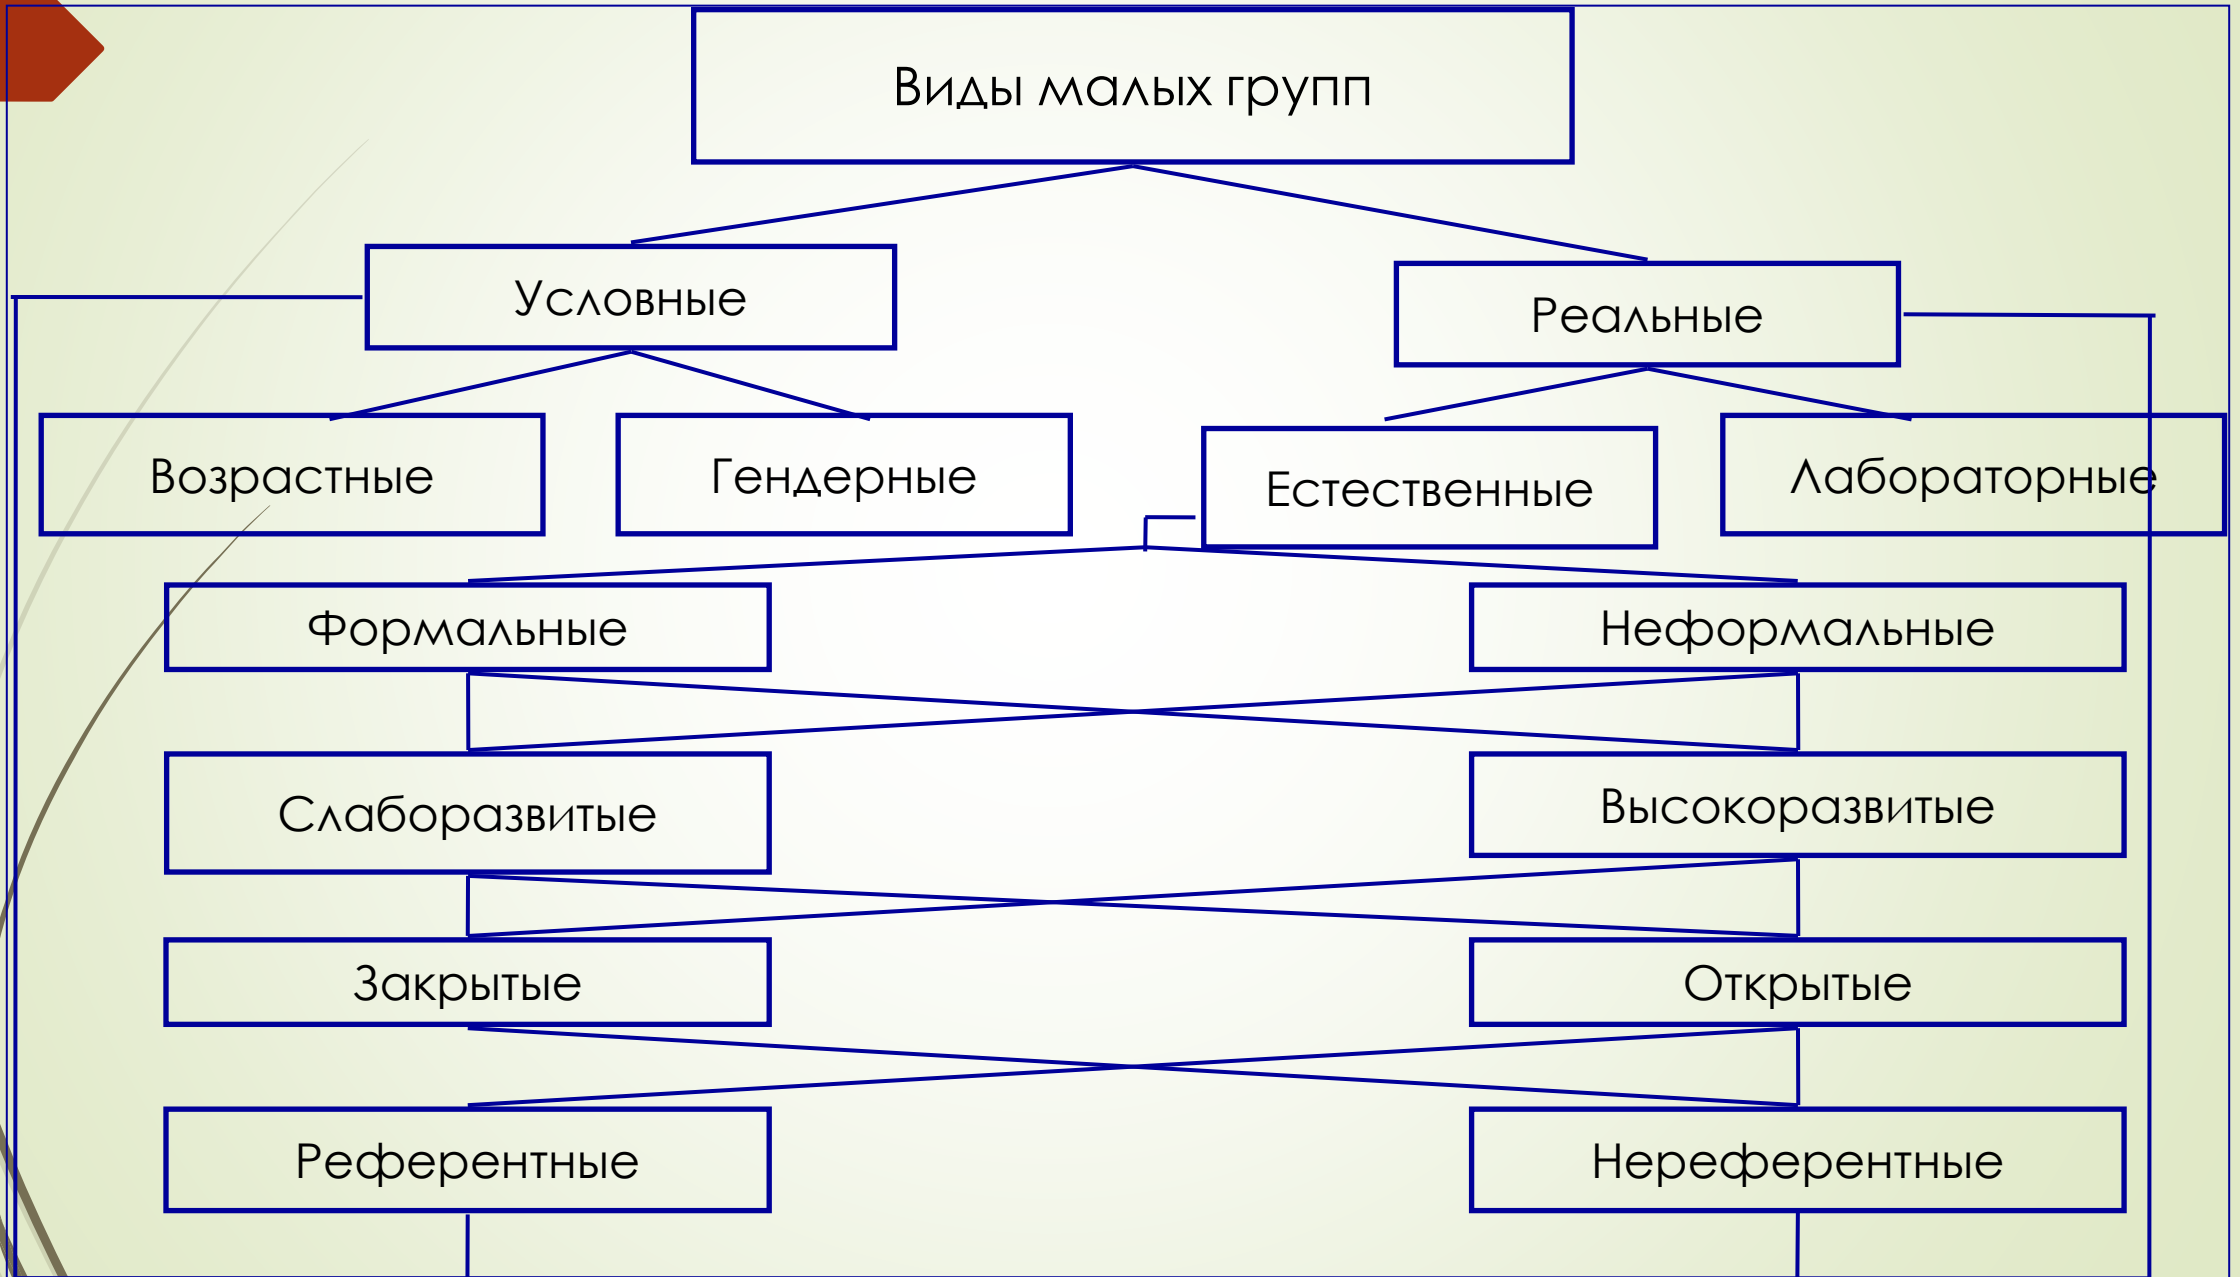 Виды малых групп
Условные
Реальные
Возрастные
Гендерные
Естественные
Лабораторные
Формальные
Неформальные
Слаборазвитые
Высокоразвитые
Закрытые
Открытые
Референтные
Нереферентные